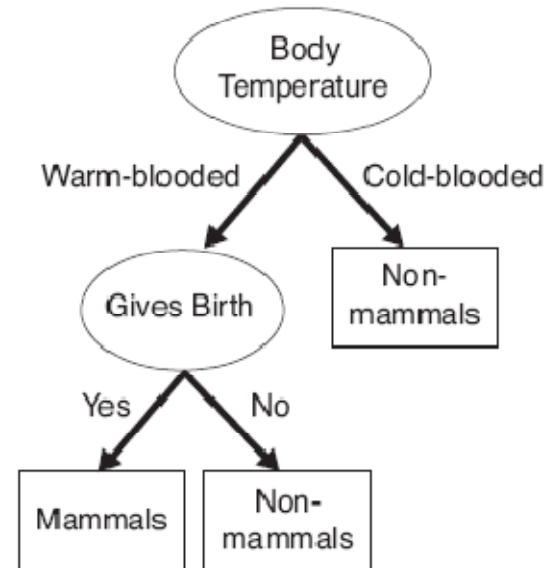 Body
Temperature
Warm-blooded
Cold-blooded
Gives Birth
Non-
mammals
Yes
No
Mammals
Non-
mammals